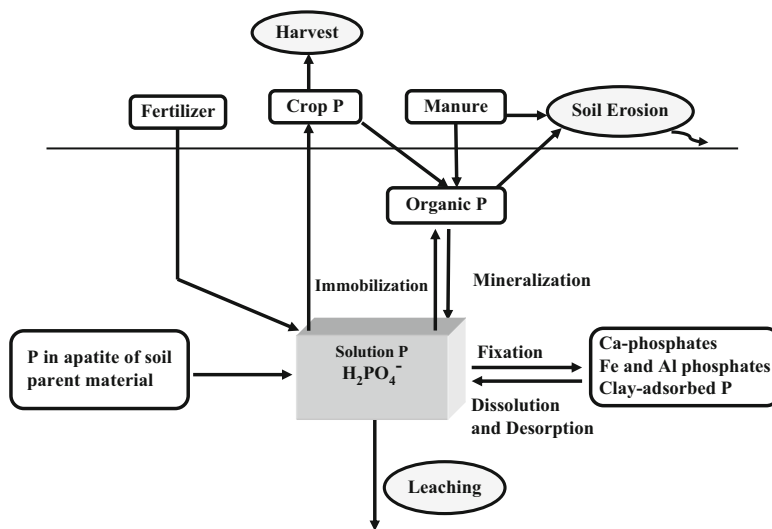 Harvest
Fertilizer
Crop P
Manure
Soil Erosion
Organic P
Immobilization
Mineralization
P in apatite of soil
parent material
Solution P
H₂PO₄⁻
Fixation
Dissolution
and Desorption
Ca-phosphates
Fe and Al phosphates
Clay-adsorbed P
Leaching